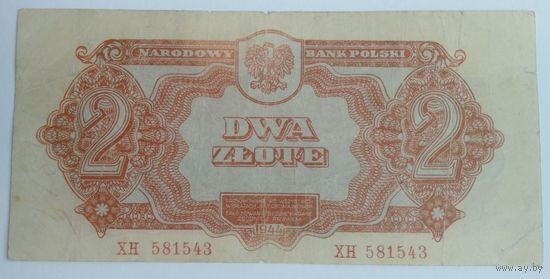 NARODOWY BANK POLSKI
2 DWA 2
ZŁOTE
1944
XH 581543 XH 581543
www.ay.by